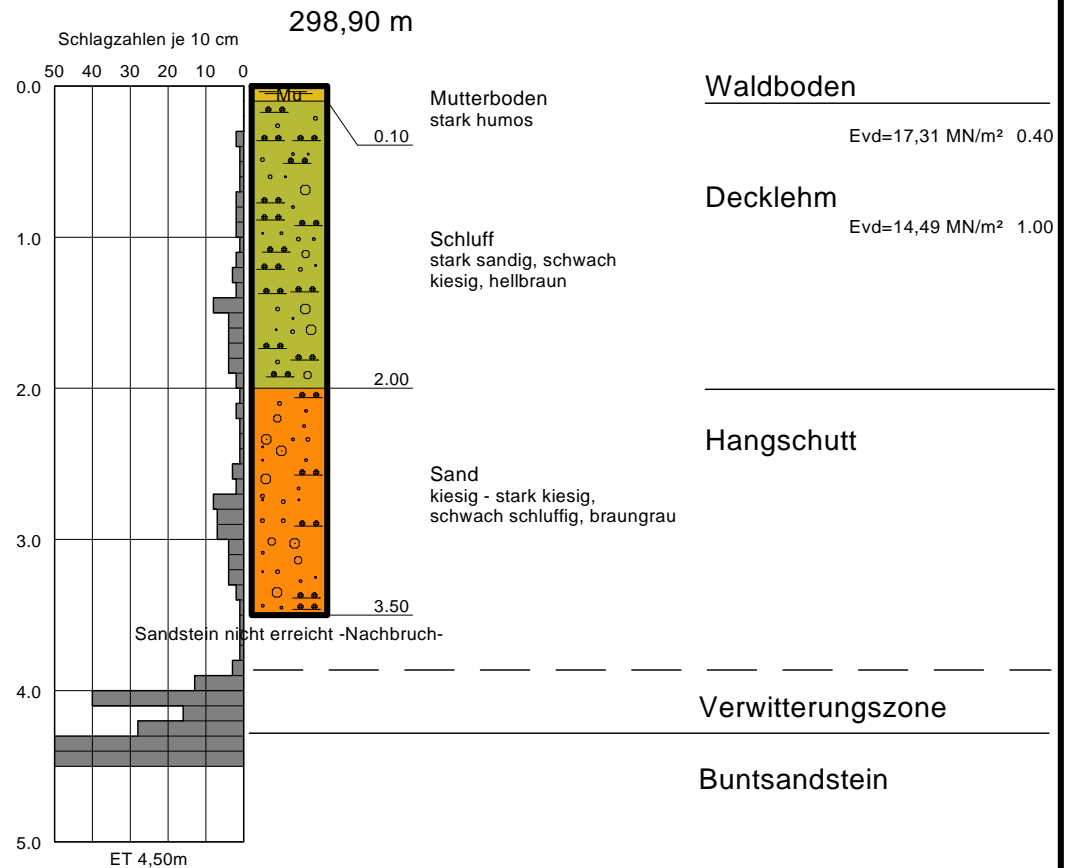 298,90 m
Schlagzahlen je 10 cm
50 40 30 20 10 0
0.0
Mu
Mutterboden
stark humos
Waldboden
0.10
Evd=17,31 MN/m² 0.40
Decklehm
Evd=14,49 MN/m² 1.00
1.0
Schluff
stark sandig, schwach
kiesig, hellbraun
2.0
2.00
Hangschutt
Sand
kiesig - stark kiesig,
schwach schluffig, braungrau
3.0
3.50
Sandstein nicht erreicht -Nachbruch-
4.0
Verwitterungszone
Buntsandstein
5.0
ET 4,50m